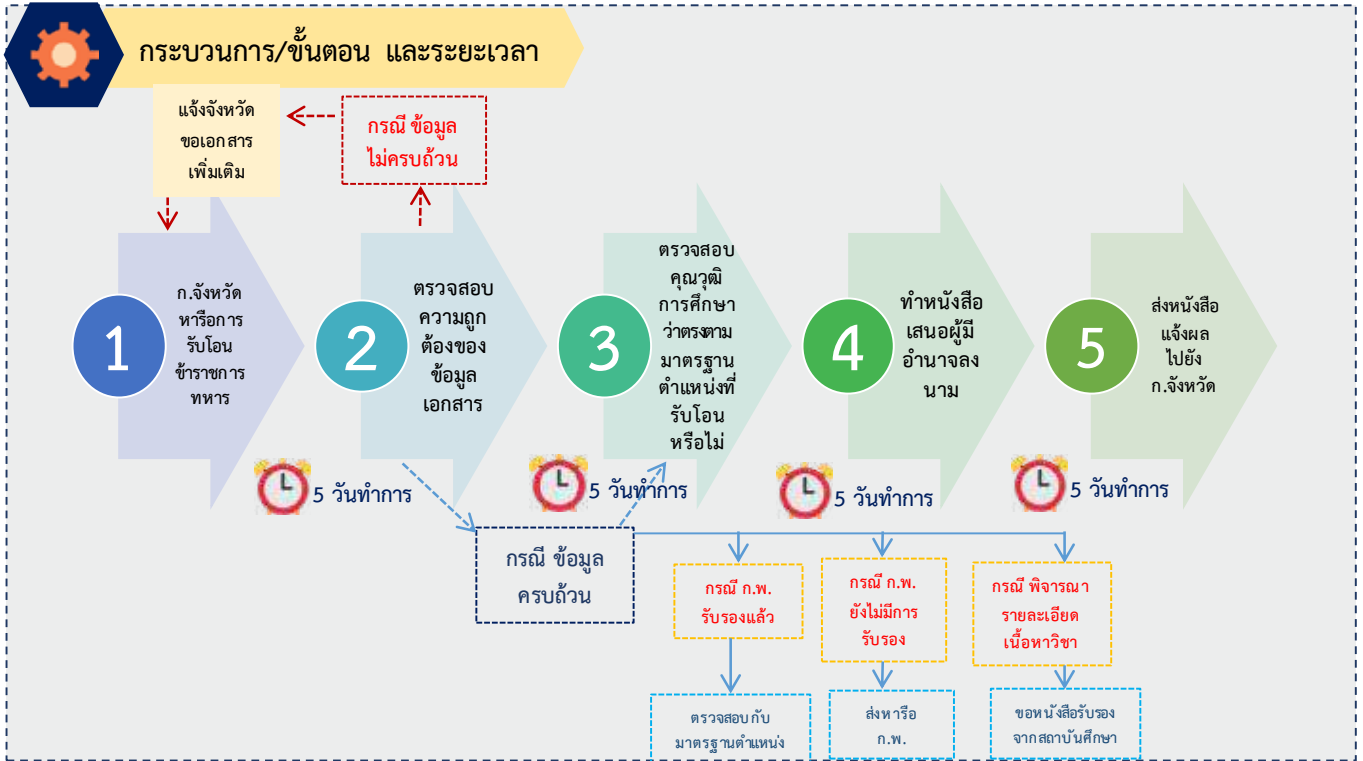 กระบวนการ/ขั้นตอน และระยะเวลา
แจ้งจังหวัด
ขอเอกสาร
เพิ่มเติม
กรณี ข้อมูล
ไม่ครบถ้วน
1
ก.จังหวัด
หารือการ
รับโอน
ข้าราชการ
ทหาร
2
ตรวจสอบ
ความถูก
ต้องของ
ข้อมูล
เอกสาร
3
ตรวจสอบ
คุณวุฒิ
การศึกษา
ว่าตรงตาม
มาตรฐาน
ตำแหน่งที่
รับโอน
หรือไม่
4
ทำหนังสือ
เสนอผู้มี
อำนาจลง
นาม
5
ส่งหนังสือ
แจ้งผล
ไปยัง
ก.จังหวัด
5 วันทำการ
5 วันทำการ
5 วันทำการ
5 วันทำการ
กรณี ข้อมูล
ครบถ้วน
กรณี ก.พ.
รับรองแล้ว
กรณี ก.พ.
ยังไม่มีการ
รับรอง
กรณี พิจารณา
รายละเอียด
เนื้อหาวิชา
ตรวจสอบกับ
มาตรฐานตำแหน่ง
ส่งหารือ
ก.พ.
ขอหนังสือรับรอง
จากสถาบันศึกษา